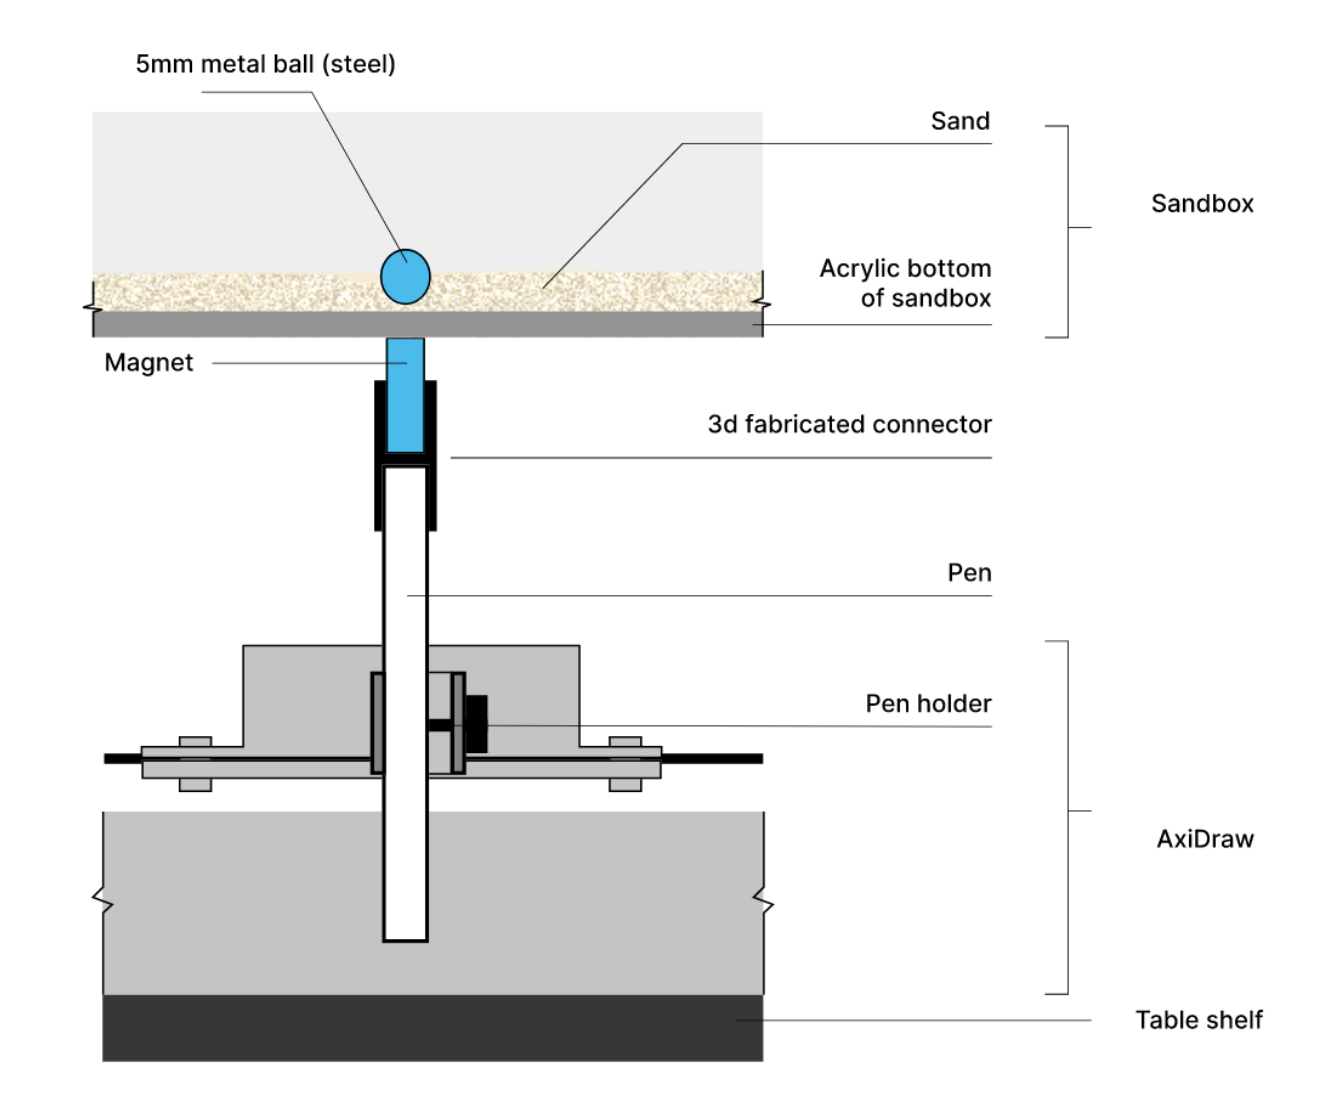 5mm metal ball (steel)
Sand
Sandbox
Acrylic bottom
of sandbox
Magnet
3d fabricated connector
Pen
Pen holder
AxiDraw
Table shelf